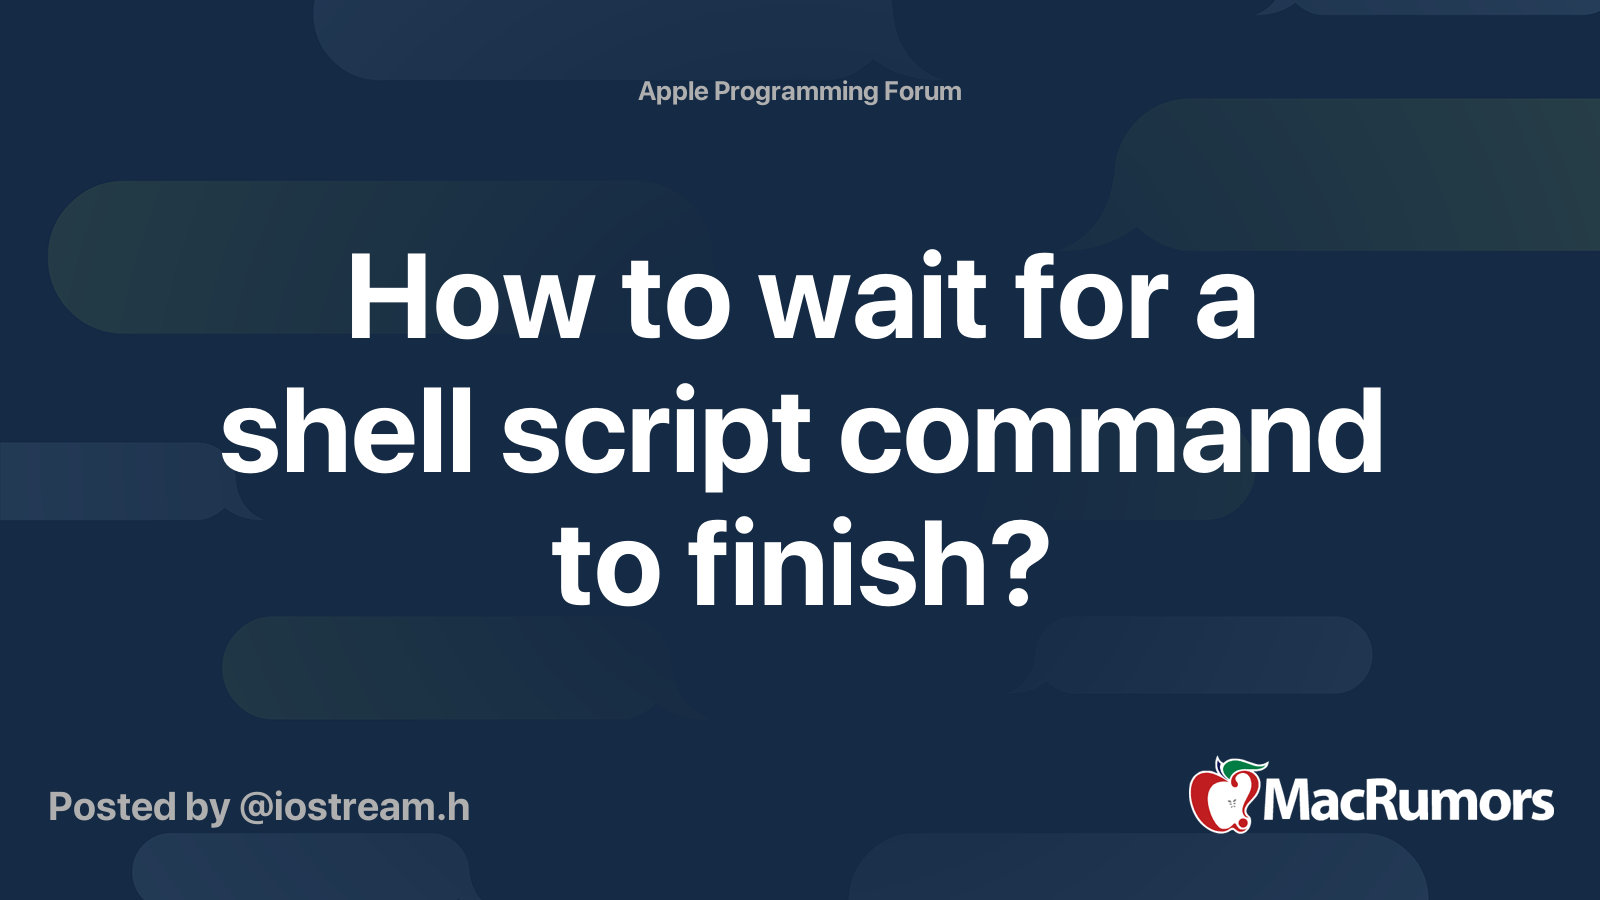 Apple Programming Forum
How to wait for a
shell script command
to finish?
Posted by @iostream.h
MacRumors